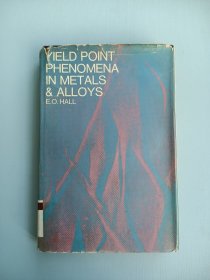 YIELD POINT
PHENOMENA
IN METALS
& ALLOYS
E.O. HALL